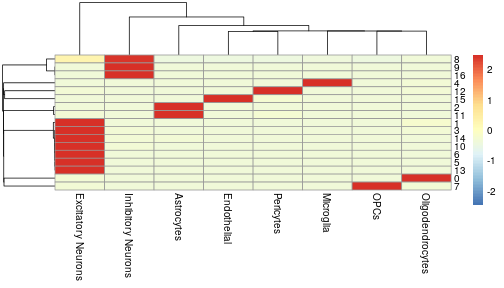 8
9
16
4
12
15
2
11
1
3
14
10
6
5
13
0
7
2
1
0
-1
-2
Excitatory Neurons
Inhibitory Neurons
Astrocytes
Endothelial
Pericytes
Microglia
OPCs
Oligodendrocytes